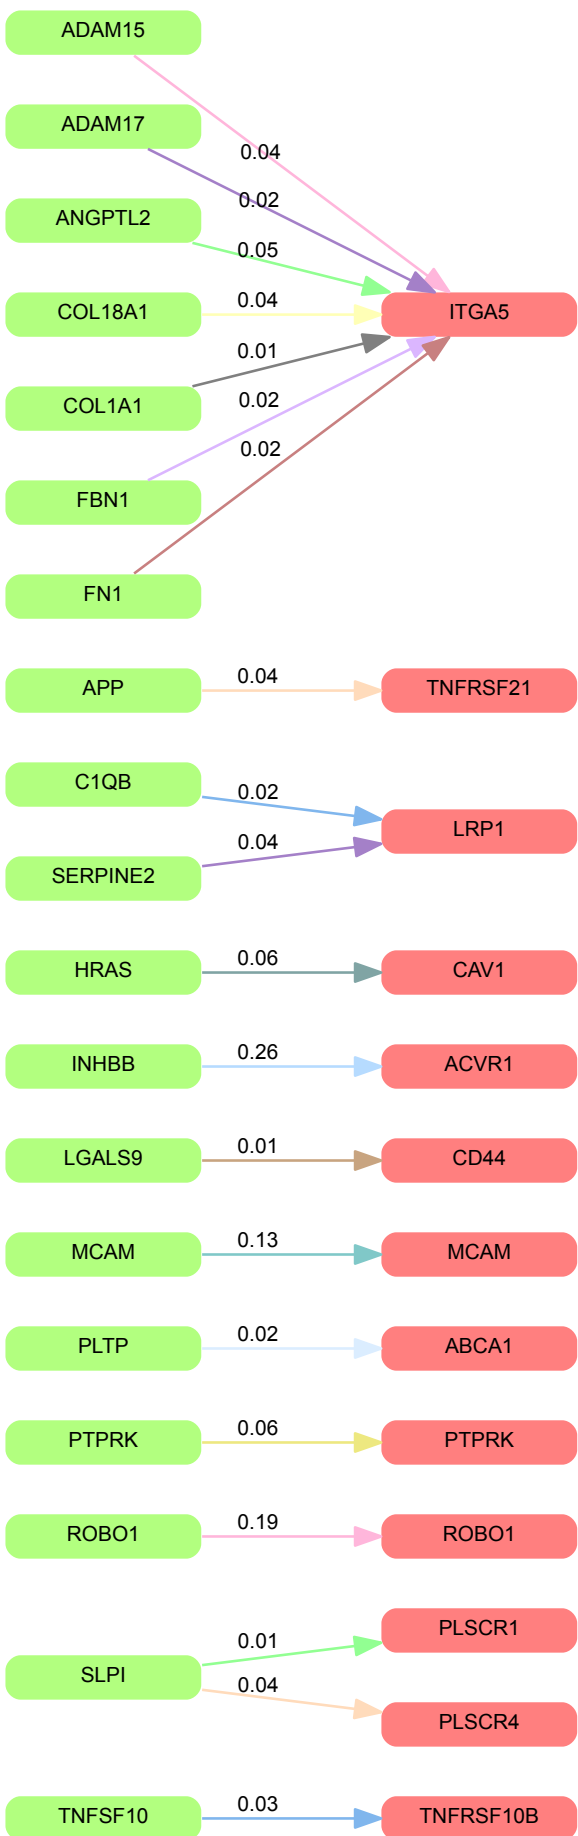 ADAM15
ADAM17
0.04
0.02
ANGPTL2
0.05
COL18A1
0.04
ITGA5
0.01
COL1A1
0.02
0.02
FBN1
FN1
APP
0.04
TNFRSF21
C1QB
0.02
LRP1
0.04
SERPINE2
HRAS
0.06
CAV1
INHBB
0.26
ACVR1
LGALS9
0.01
CD44
MCAM
0.13
MCAM
PLTP
0.02
ABCA1
PTPRK
0.06
PTPRK
ROBO1
0.19
ROBO1
PLSCR1
0.01
SLPI
0.04
PLSCR4
TNFSF10
0.03
TNFRSF10B